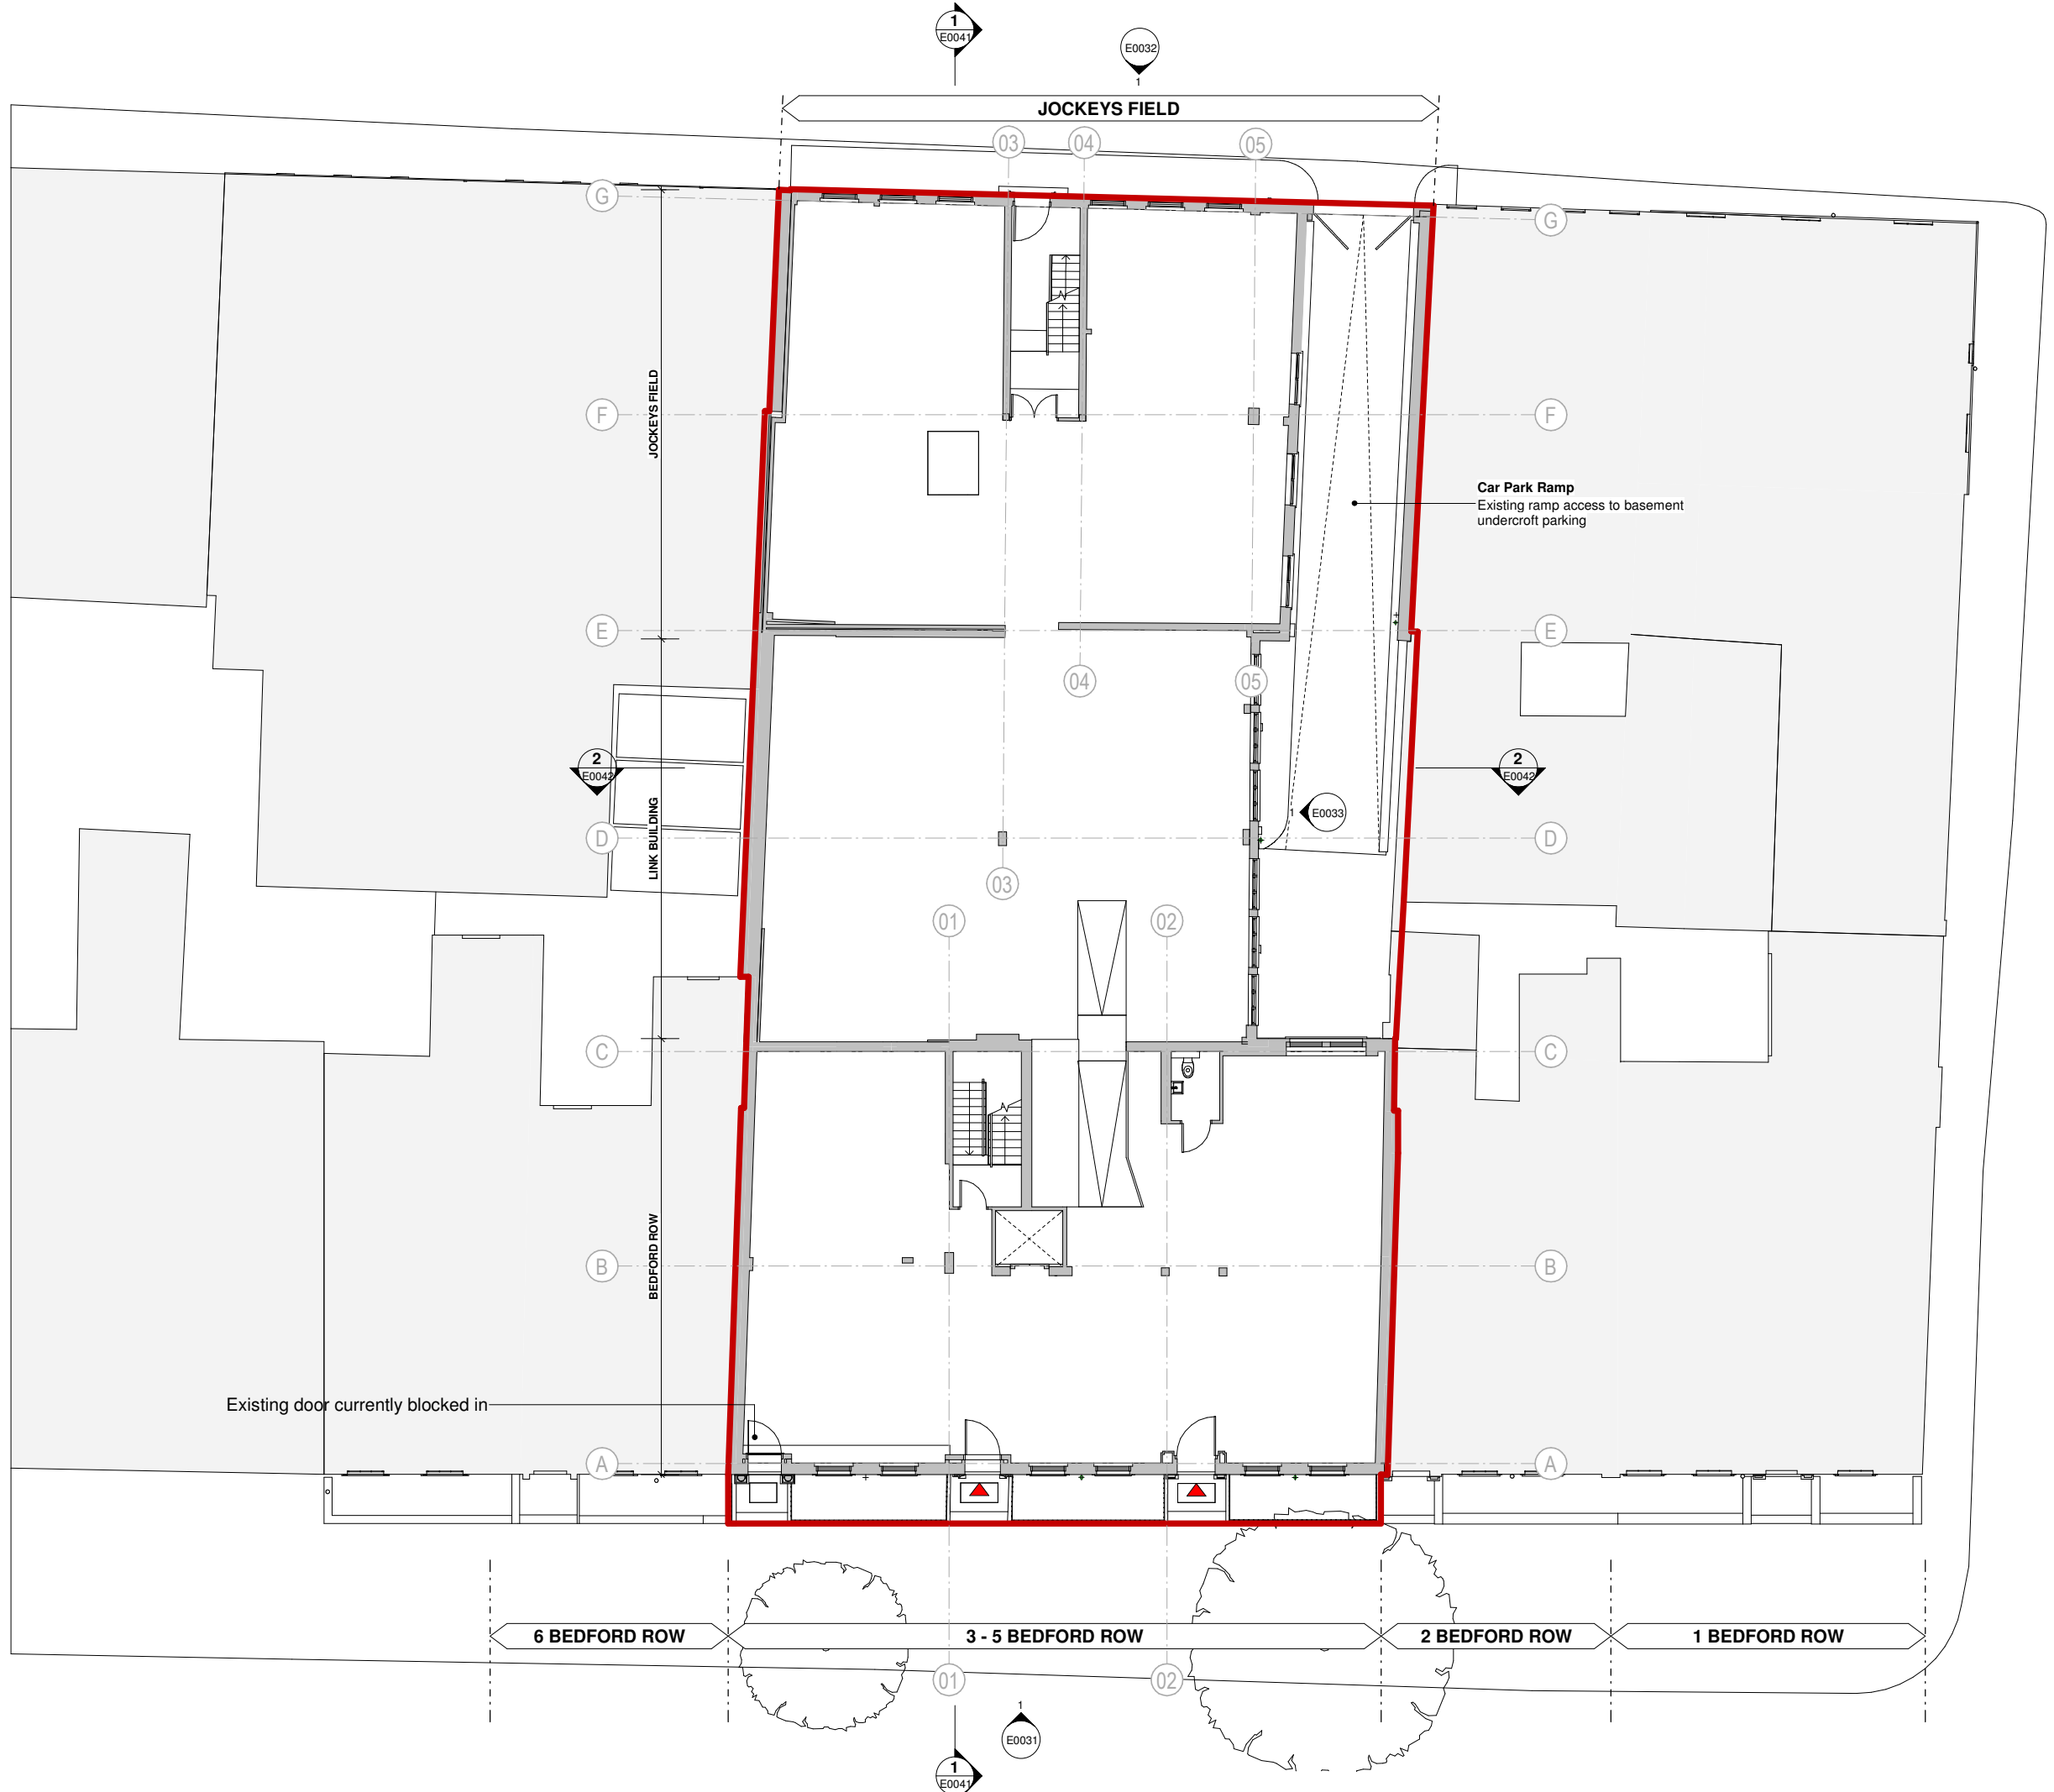 1
E0041
E0032
1
JOCKEYS FIELD
03
04
05
G
G
JOCKEYS FIELD
F
F
Car Park Ramp
Existing ramp access to basement
undercroft parking
E
E
04
05
2
E0042
2
E0042
1
E0033
LINK BUILDING
D
D
03
01
02
C
C
BEDFORD ROW
B
B
Existing door currently blocked in
A
A
6 BEDFORD ROW
3 - 5 BEDFORD ROW
2 BEDFORD ROW
1 BEDFORD ROW
01
02
1
E0031
1
E0041